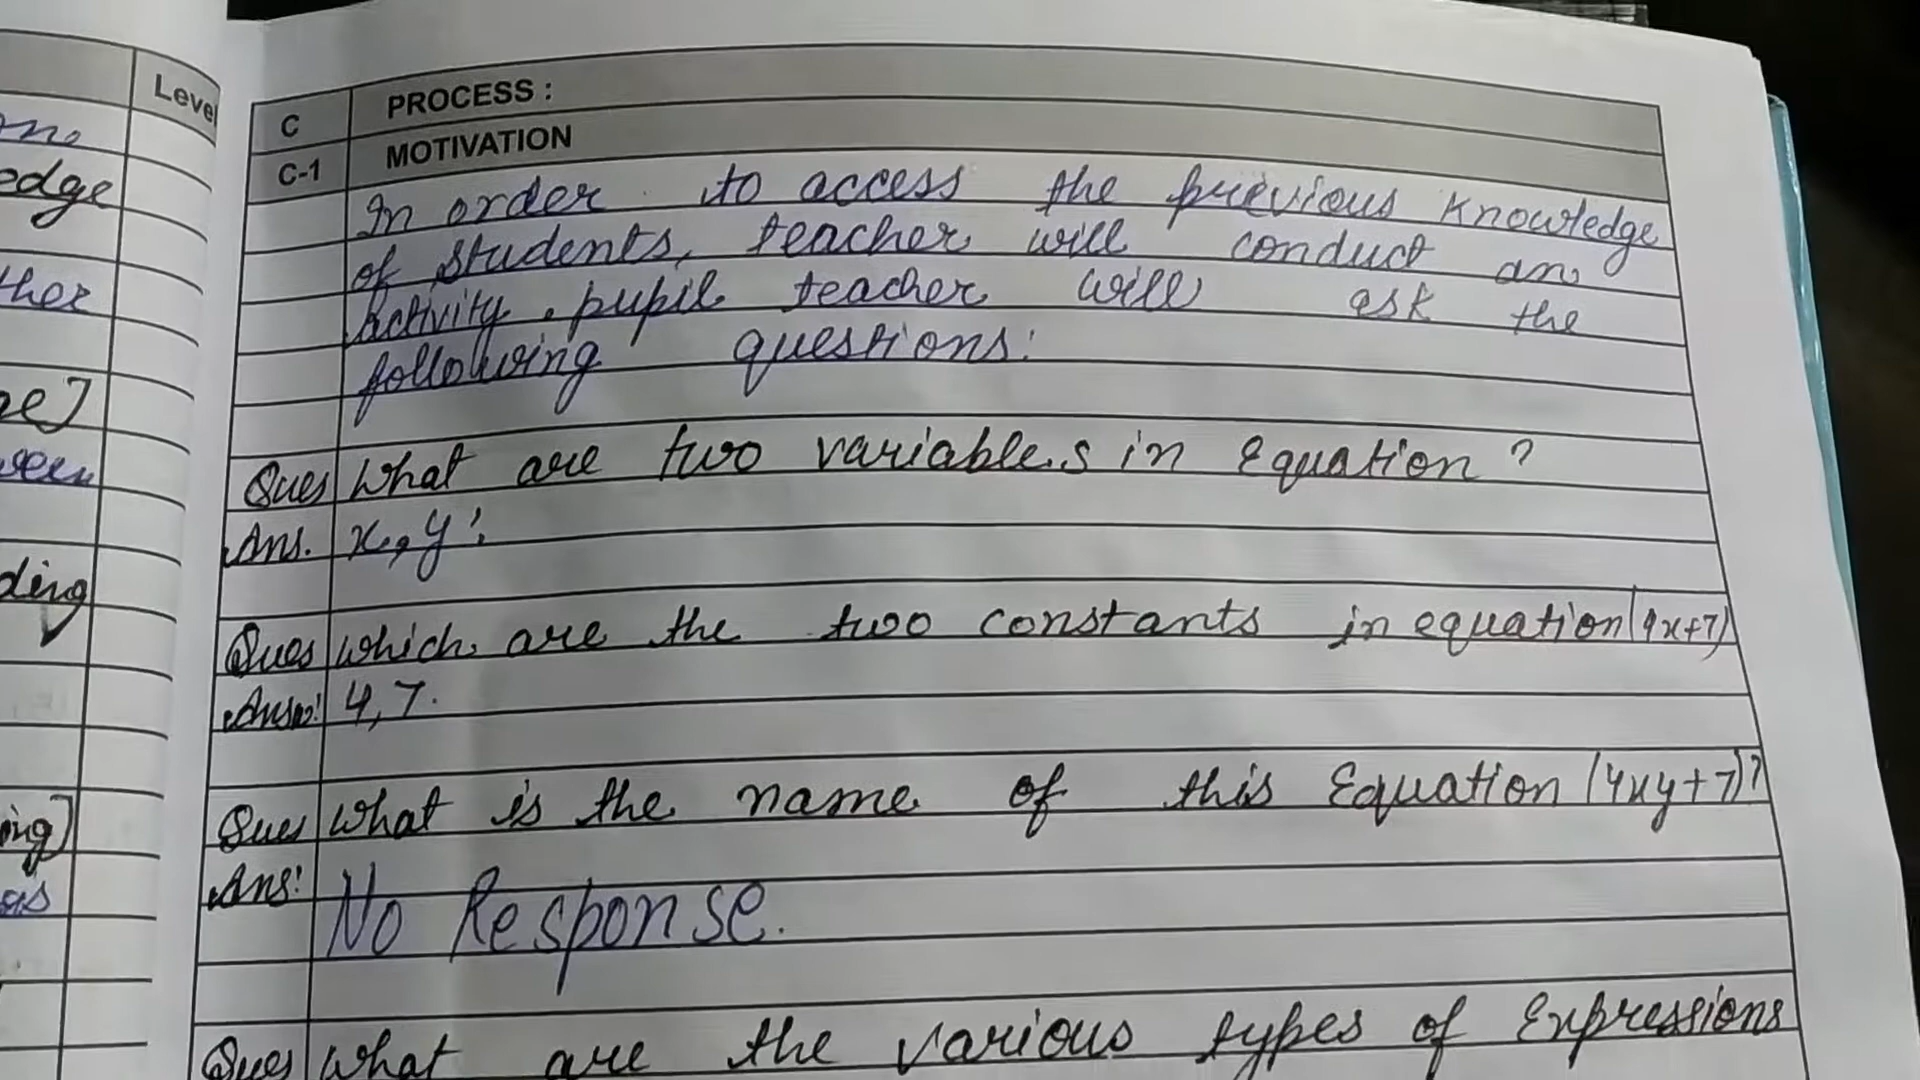 Level
edge
ther
ding
C PROCESS :
C-1 MOTIVATION
In order to access the previous knowledge
of students, teacher will conduct an
Activity. pupil teacher will ask the
following questions:
Ques What are two variables in Equation ?
Ans. x, y.
Ques which are the two constants in equation (4x+7)
Ans: 4, 7.
Ques What is the name of this Equation (4xy+7)?
Ans: No Response.
Ques What are the various types of Expressions